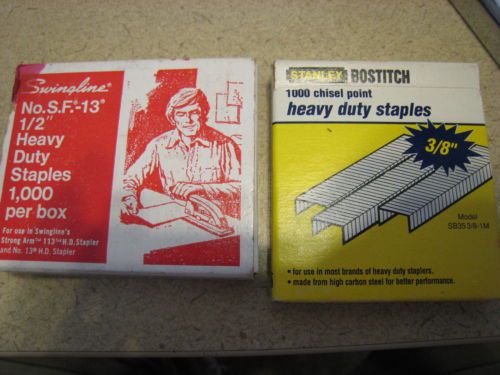 Swingline®
No. S.F.®-13®
1/2"
Heavy
Duty
Staples
1,000
per box
For use in Swingline's
Strong Arm™ 113™ H.D. Stapler
and No. 13® H.D. Stapler
STANLEY BOSTITCH
1000 chisel point
heavy duty staples
3/8"
Model
SB35 3/8-1M
• for use in most brands of heavy duty staplers.
• made from high carbon steel for better performance.